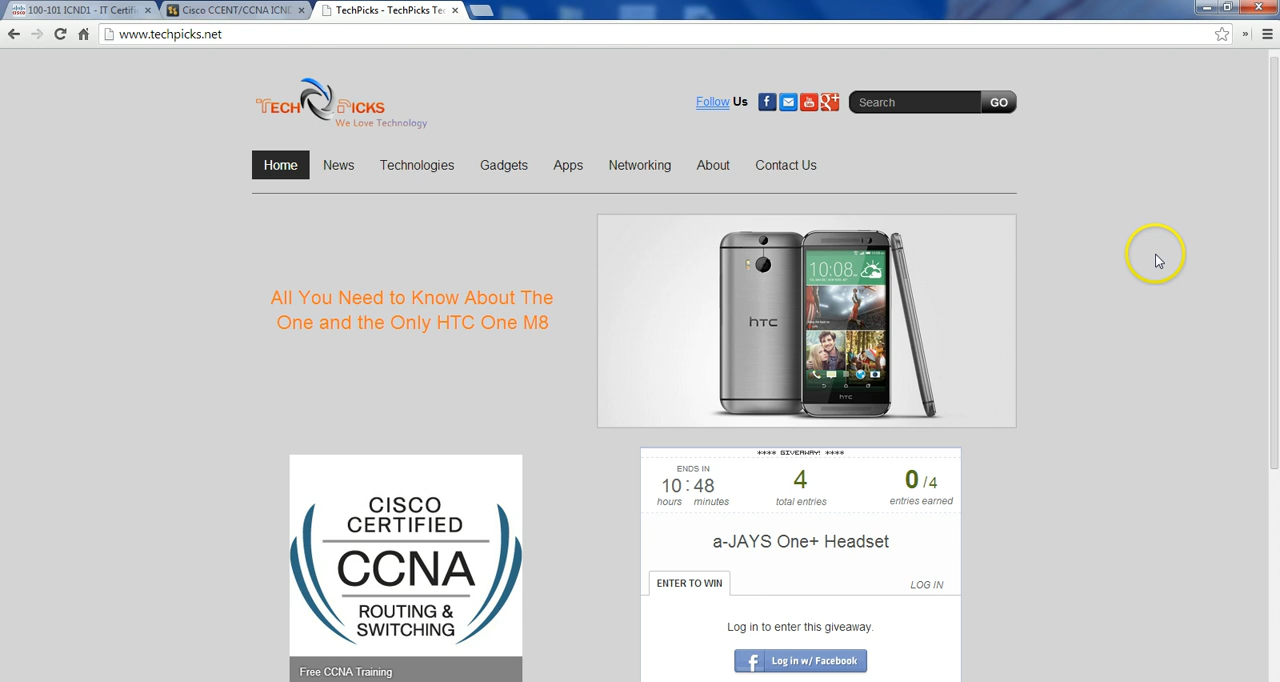 100-101 ICND1 - IT Certifi
Cisco CCENT/CCNA ICND
TechPicks - TechPicks Tec
www.techpicks.net
TECH PICKS
We Love Technology
Follow Us
Search
GO
Home
News
Technologies
Gadgets
Apps
Networking
About
Contact Us
All You Need to Know About The
One and the Only HTC One M8
hTC
10:08
hTC
CISCO
CERTIFIED
CCNA
ROUTING &
SWITCHING
Free CCNA Training
**** GIVEAWAY! ****
ENDS IN
10 : 48
hours minutes
4
total entries
0 /4
entries earned
a-JAYS One+ Headset
ENTER TO WIN
LOG IN
Log in to enter this giveaway.
Log in w/ Facebook